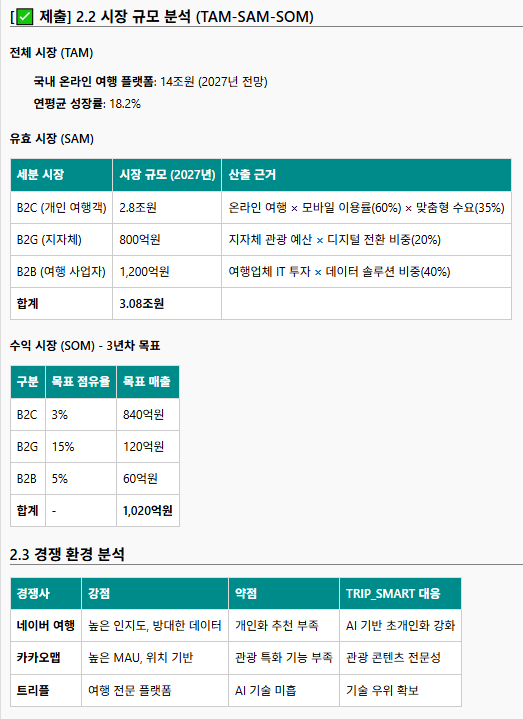 [✅ 제출] 2.2 시장 규모 분석 (TAM-SAM-SOM)
전체 시장 (TAM)
국내 온라인 여행 플랫폼: 14조원 (2027년 전망)
연평균 성장률: 18.2%
유효 시장 (SAM)
세분 시장 시장 규모 (2027년) 산출 근거
B2C (개인 여행객) 2.8조원 온라인 여행 × 모바일 이용률(60%) × 맞춤형 수요(35%)
B2G (지자체) 800억원 지자체 관광 예산 × 디지털 전환 비중(20%)
B2B (여행 사업자) 1,200억원 여행업체 IT 투자 × 데이터 솔루션 비중(40%)
합계 3.08조원
수익 시장 (SOM) - 3년차 목표
구분 목표 점유율 목표 매출
B2C 3% 840억원
B2G 15% 120억원
B2B 5% 60억원
합계 - 1,020억원
2.3 경쟁 환경 분석
경쟁사 강점 약점 TRIP_SMART 대응
네이버 여행 높은 인지도, 방대한 데이터 개인화 추천 부족 AI 기반 초개인화 강화
카카오맵 높은 MAU, 위치 기반 관광 특화 기능 부족 관광 콘텐츠 전문성
트리플 여행 전문 플랫폼 AI 기술 미흡 기술 우위 확보